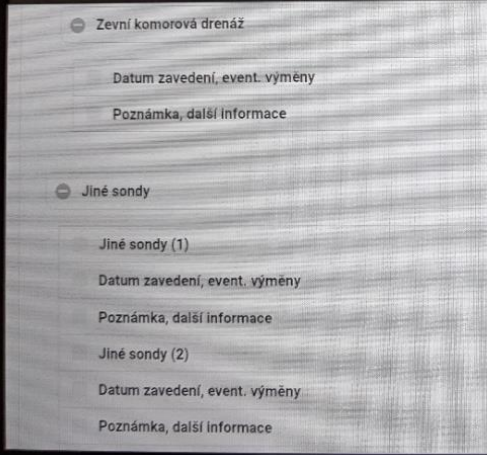 Zevní komorová drenáž
Datum zavedení, event. výměny
Poznámka, další informace
Jiné sondy
Jiné sondy (1)
Datum zavedení, event. výměny
Poznámka, další informace
Jiné sondy (2)
Datum zavedení, event. výměny
Poznámka, další informace